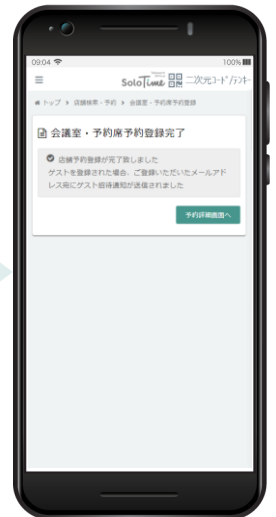 09:04 100%
SoloTime 二次元コード/テンキー
トップ > 店舗検索・予約 > 会議室・予約席予約登録
会議室・予約席予約登録完了
店舗予約登録が完了致しました
ゲストを登録された場合、ご登録いただいたメールアド
レス宛にゲスト招待通知が送信されました
予約詳細画面へ